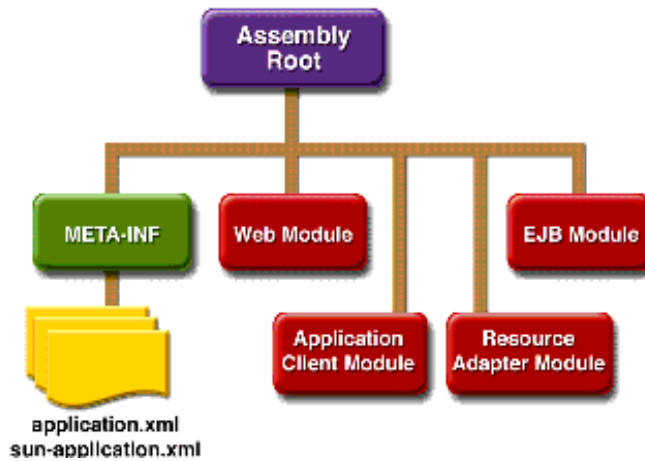 Assembly
Root
META-INF
Web Module
EJB Module
Application
Client Module
Resource
Adapter Module
application.xml
sun-application.xml